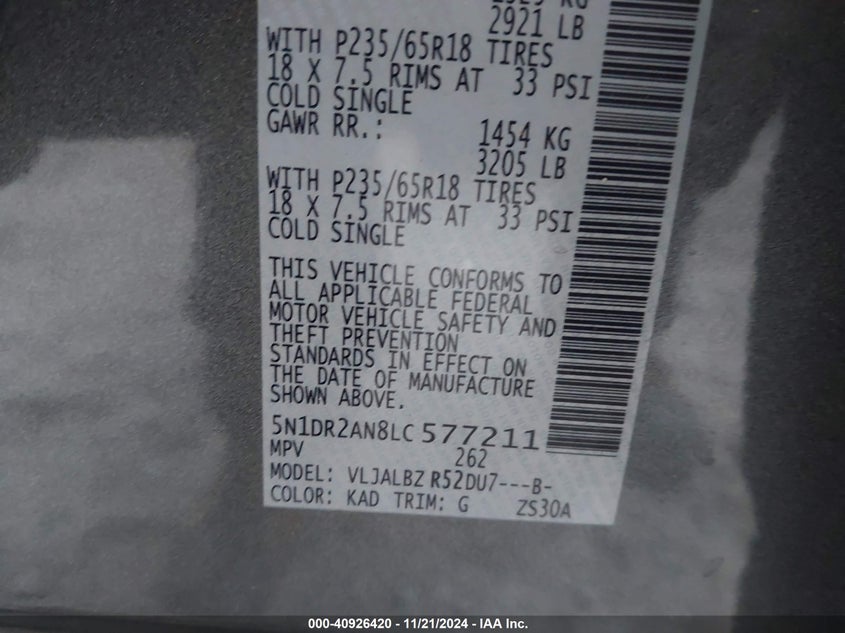 2921 LB
WITH P235/65R18 TIRES
18 X 7.5 RIMS AT 33 PSI
COLD SINGLE
GAWR RR.: 1454 KG
3205 LB
WITH P235/65R18 TIRES
18 X 7.5 RIMS AT 33 PSI
COLD SINGLE
THIS VEHICLE CONFORMS TO
ALL APPLICABLE FEDERAL
MOTOR VEHICLE SAFETY AND
THEFT PREVENTION
STANDARDS IN EFFECT ON
THE DATE OF MANUFACTURE
SHOWN ABOVE.
5N1DR2AN8LC577211
MPV 262
MODEL: VLJALBZ R52DU7---B-
COLOR: KAD TRIM: G ZS30A
000-40926420 - 11/21/2024 - IAA Inc.